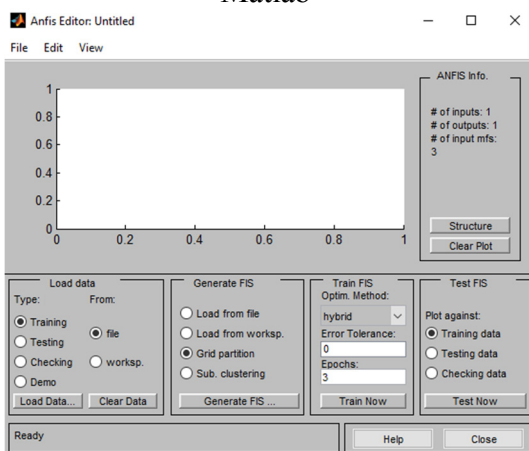 Matlab
Anfis Editor: Untitled
File Edit View
ANFIS Info.
# of inputs: 1
# of outputs: 1
# of input mfs:
3
Structure
Clear Plot
1
0.8
0.6
0.4
0.2
0
0 0.2 0.4 0.6 0.8 1
Load data
Type: From:
Training
Testing
Checking
Demo
file
worksp.
Load Data... Clear Data
Generate FIS
Load from file
Load from worksp.
Grid partition
Sub. clustering
Generate FIS ...
Train FIS
Optim. Method:
hybrid
Error Tolerance:
0
Epochs:
3
Train Now
Test FIS
Plot against:
Training data
Testing data
Checking data
Test Now
Ready
Help Close